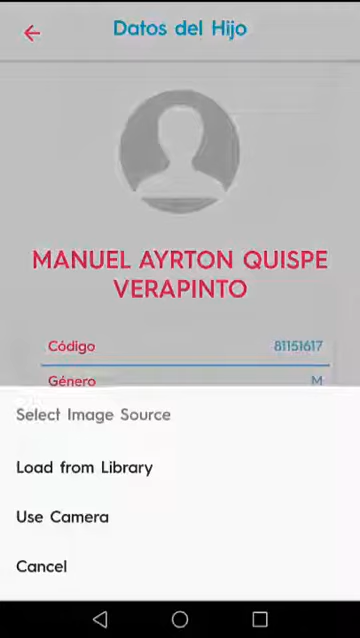 Datos del Hijo
MANUEL AYRTON QUISPE
VERAPINTO
Código 81151617
Género M
Select Image Source
Load from Library
Use Camera
Cancel